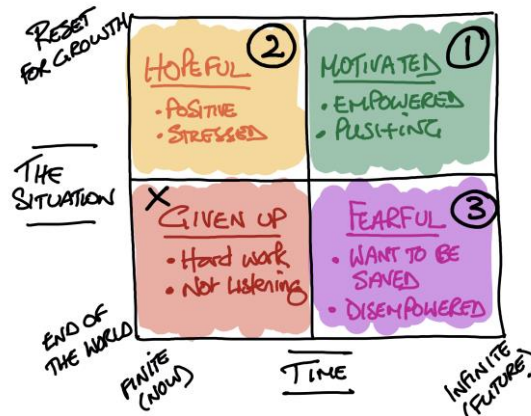 RESET
FOR GROWTH
THE
SITUATION
END OF
THE WORLD
2
HOPEFUL
• POSITIVE
• STRESSED
1
MOTIVATED
• EMPOWERED
• PUSHING
X
GIVEN UP
• Hard work
• Not Listening
3
FEARFUL
• WANT TO BE
SAVED
• DISEMPOWERED
FINITE
(NOW)
TIME
INFINITE
(FUTURE)